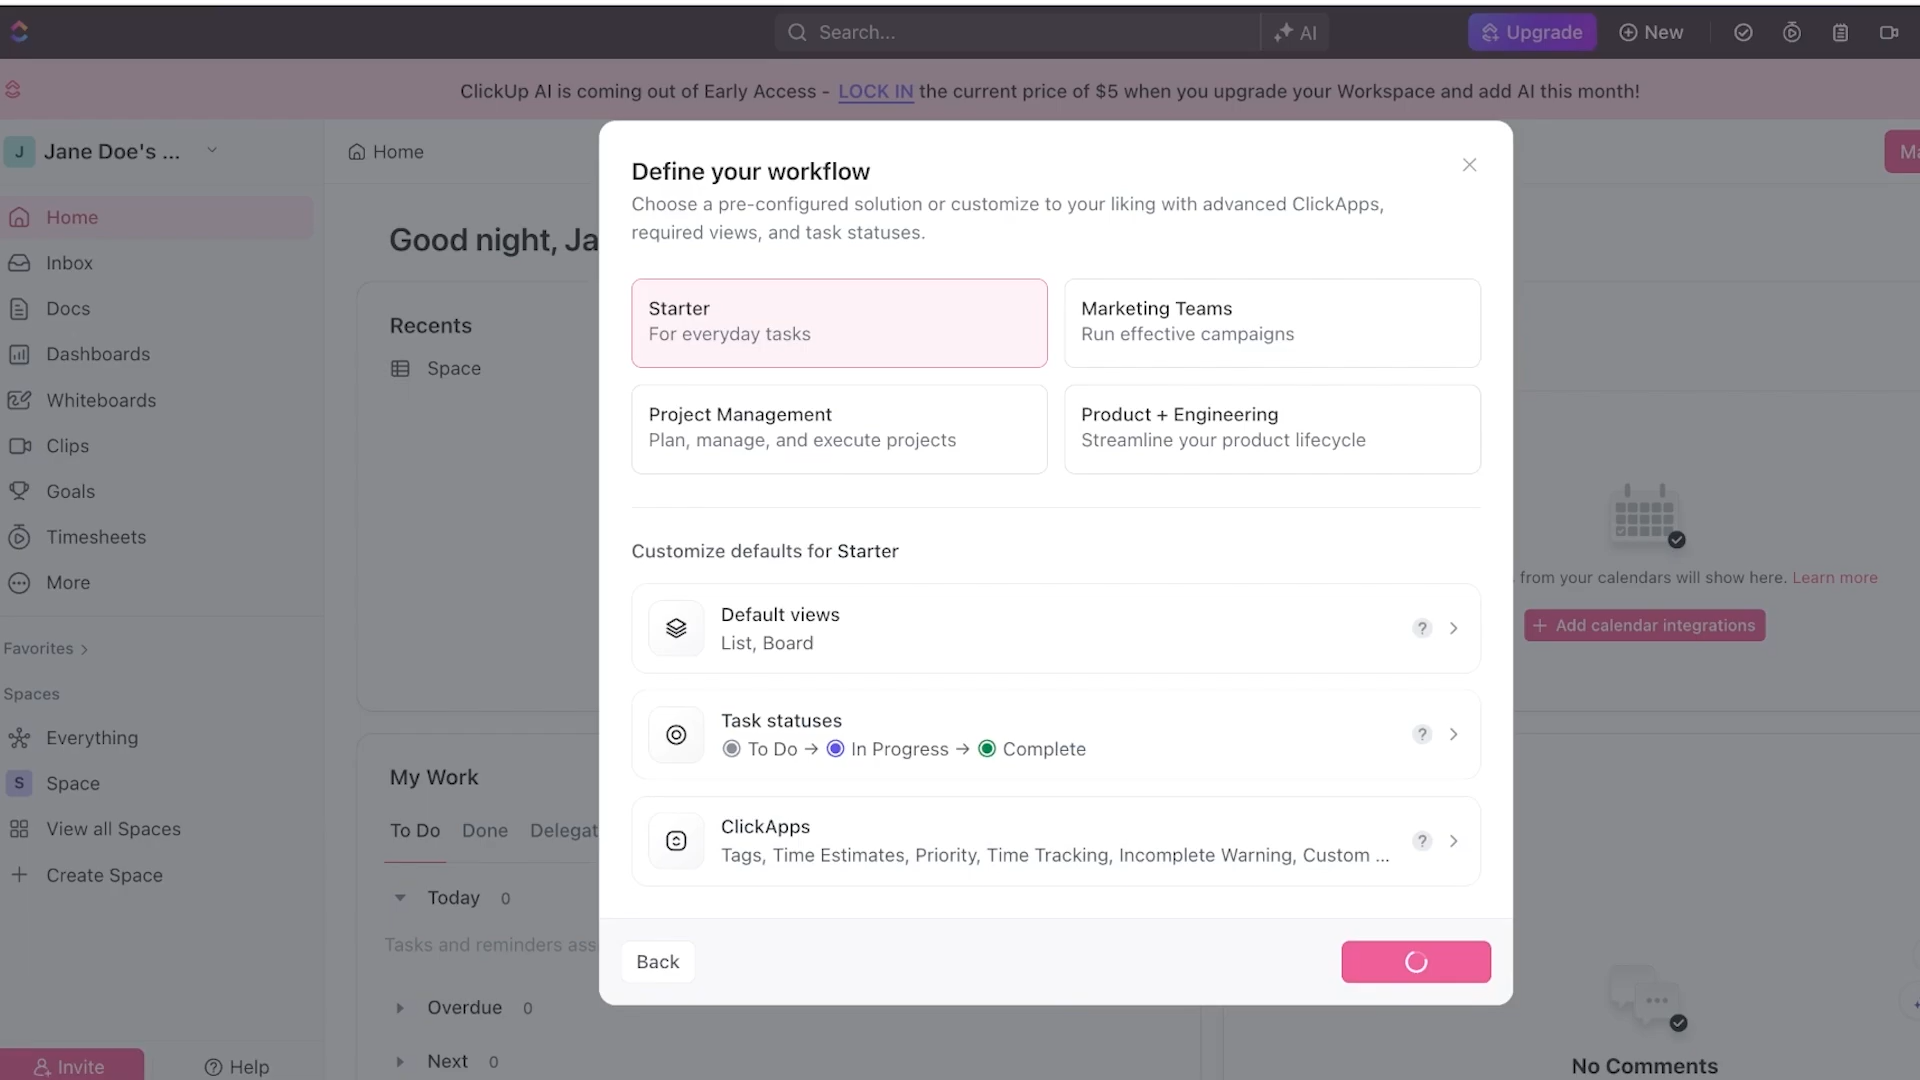 Search...
AI
Upgrade
New
ClickUp AI is coming out of Early Access - LOCK IN the current price of $5 when you upgrade your Workspace and add AI this month!
J
Jane Doe's ...
Home
Home
Inbox
Docs
Dashboards
Whiteboards
Clips
Goals
Timesheets
More
Favorites
Spaces
Everything
S
Space
View all Spaces
Create Space
Invite
Help
Good night, Ja
Recents
Space
My Work
To Do
Done
Delegat
Today 0
Tasks and reminders ass
Overdue 0
Next 0
Define your workflow
Choose a pre-configured solution or customize to your liking with advanced ClickApps,
required views, and task statuses.
Starter
For everyday tasks
Marketing Teams
Run effective campaigns
Project Management
Plan, manage, and execute projects
Product + Engineering
Streamline your product lifecycle
Customize defaults for Starter
Default views
List, Board
?
Task statuses
To Do → In Progress → Complete
?
ClickApps
Tags, Time Estimates, Priority, Time Tracking, Incomplete Warning, Custom ...
?
Back
Ma
from your calendars will show here. Learn more
+ Add calendar integrations
No Comments